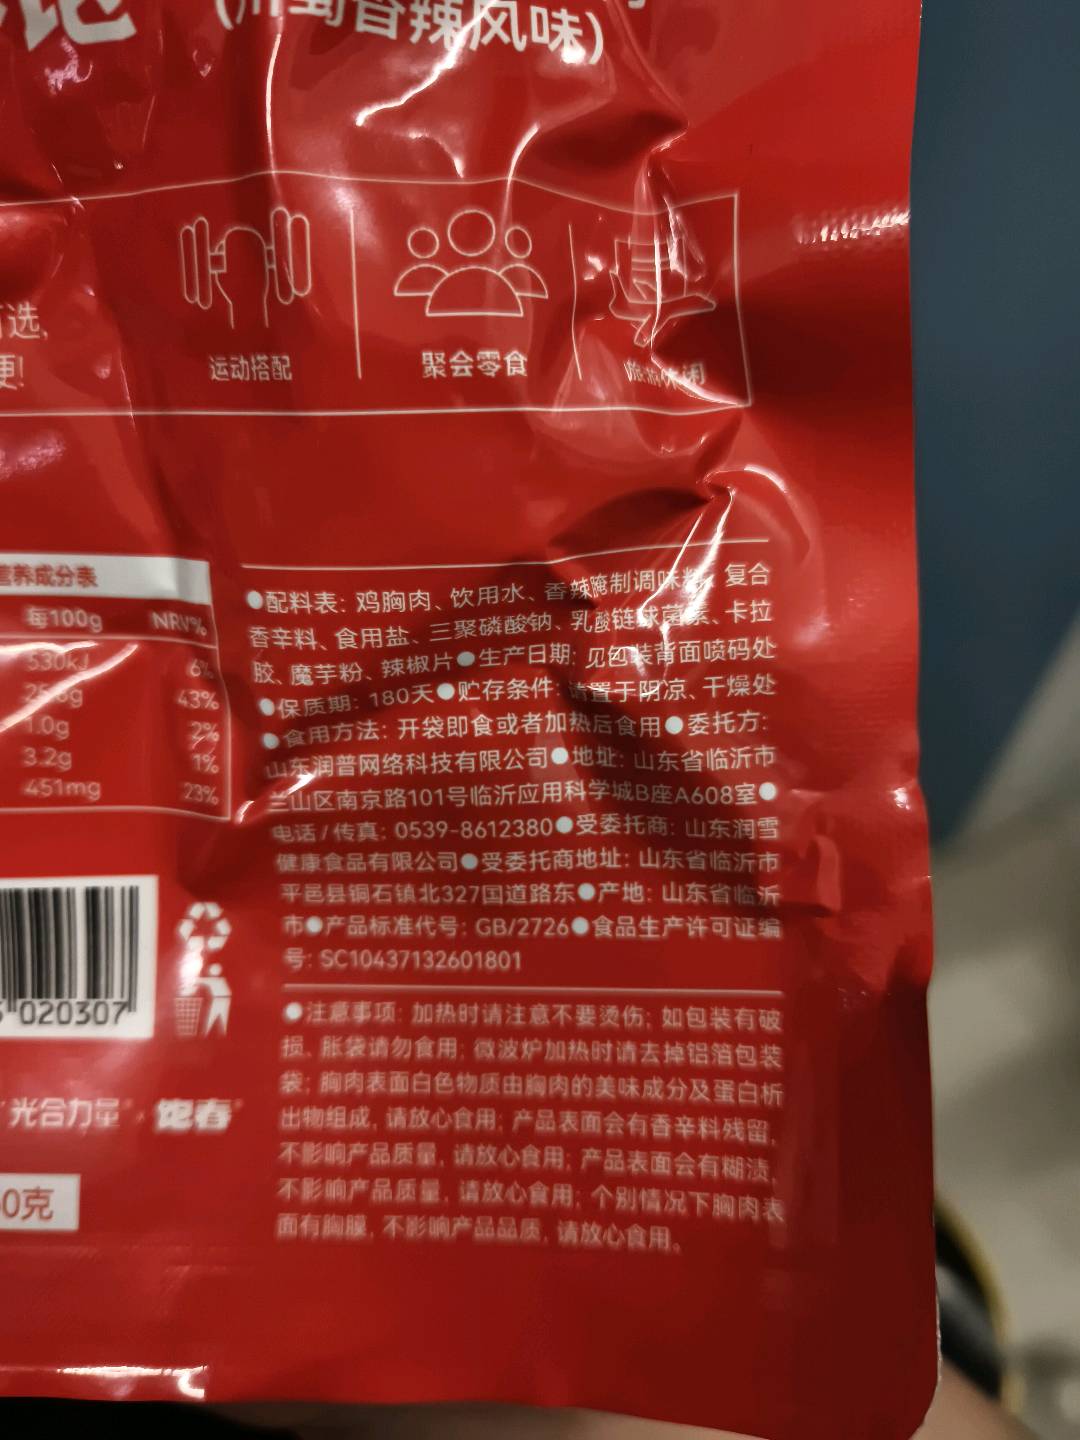 香辣风味)
可选,
便!
运动搭配
聚会零食
旅游休闲
营养成分表
每100g NRV%
530kJ 6%
43%
1.0g 2%
3.2g 1%
451mg 23%
●配料表: 鸡胸肉、饮用水、香辣腌制调味料、复合
香辛料、食用盐、三聚磷酸钠、乳酸链球菌素、卡拉
胶、魔芋粉、辣椒片●生产日期: 见包装背面喷码处
●保质期: 180天●贮存条件: 请置于阴凉、干燥处
●食用方法: 开袋即食或者加热后食用●委托方:
山东润普网络科技有限公司●地址: 山东省临沂市
兰山区南京路101号临沂应用科学城B座A608室●
电话/传真: 0539-8612380●受委托商: 山东润雪
健康食品有限公司●受委托商地址: 山东省临沂市
平邑县铜石镇北327国道路东●产地: 山东省临沂
市●产品标准代号: GB/2726●食品生产许可证编
号: SC10437132601801
●注意事项: 加热时请注意不要烫伤; 如包装有破
损、胀袋请勿食用; 微波炉加热时请去掉铝箔包装
袋; 胸肉表面白色物质由胸肉的美味成分及蛋白析
出物组成, 请放心食用; 产品表面会有香辛料残留,
不影响产品质量, 请放心食用; 产品表面会有糊渍,
不影响产品质量, 请放心食用; 个别情况下胸肉表
面有胸膜, 不影响产品品质, 请放心食用。
020307
光合力量 饱春
0克